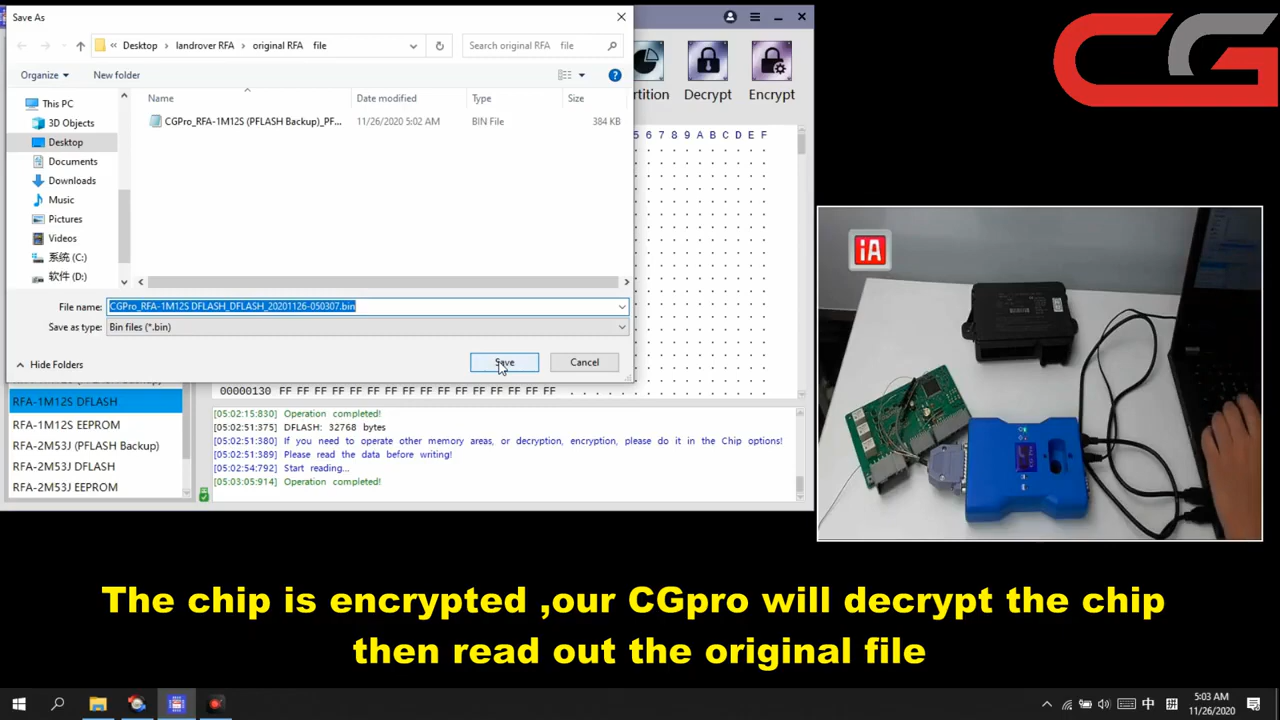 Save As
« Desktop > landrover RFA > original RFA file
Search original RFA file
Organize
New folder
Name
Date modified
Type
Size
CGPro_RFA-1M12S (PFLASH Backup)_PF...
11/26/2020 5:02 AM
BIN File
384 KB
This PC
3D Objects
Desktop
Documents
Downloads
Music
Pictures
Videos
系统 (C:)
软件 (D:)
File name:
CGPro_RFA-1M12S DFLASH_DFLASH_20201126-050307.bin
Save as type:
Bin files (*.bin)
Hide Folders
Save
Cancel
rtition
Decrypt
Encrypt
5 6 7 8 9 A B C D E F
00000130 FF FF FF FF FF FF FF FF FF FF FF FF FF FF FF FF . . . . . . . . . . . . . . . .
RFA-1M12S DFLASH
RFA-1M12S EEPROM
RFA-2M53J (PFLASH Backup)
RFA-2M53J DFLASH
RFA-2M53J EEPROM
[05:02:15:830] Operation completed!
[05:02:51:375] DFLASH: 32768 bytes
[05:02:51:380] If you need to operate other memory areas, or decryption, encryption, please do it in the Chip options!
[05:02:51:389] Please read the data before writing!
[05:02:54:792] Start reading...
[05:03:05:914] Operation completed!
CG
iA
The chip is encrypted ,our CGpro will decrypt the chip
then read out the original file
中
拼
5:03 AM
11/26/2020